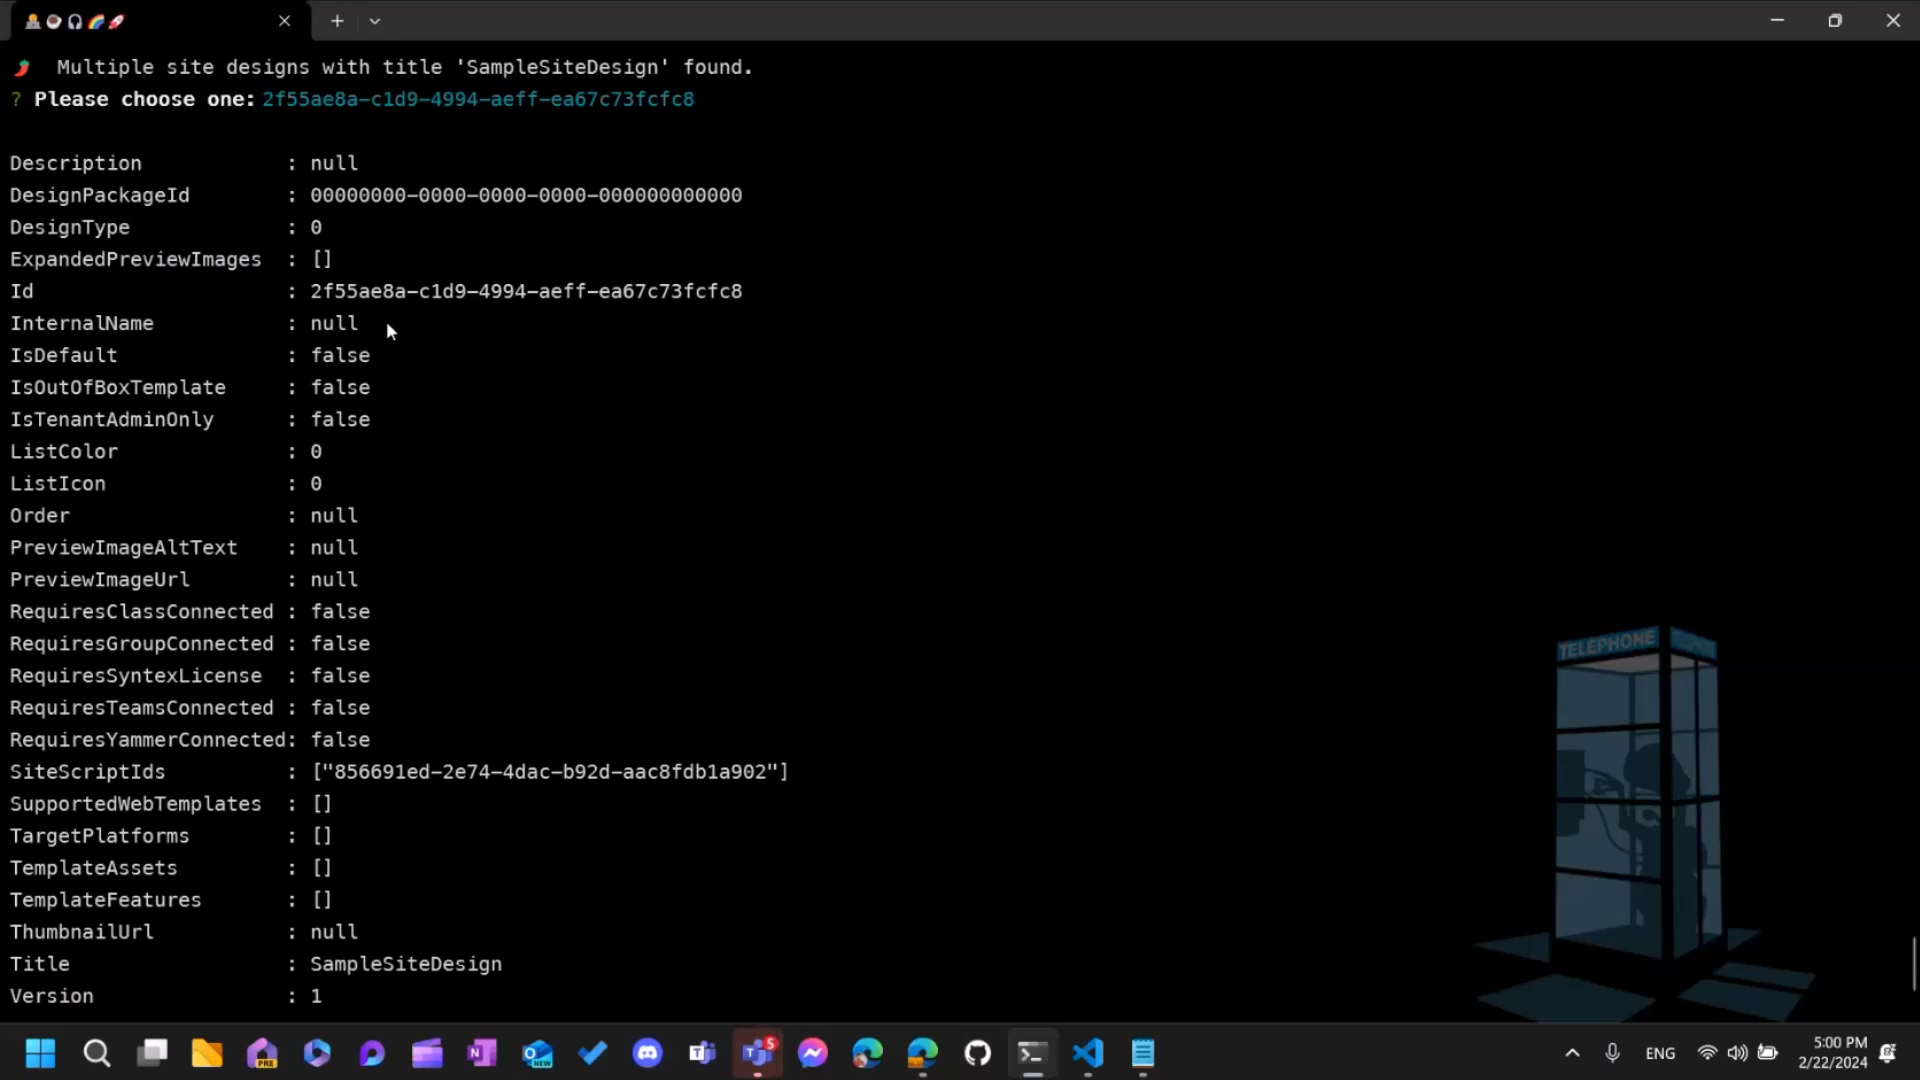 Multiple site designs with title 'SampleSiteDesign' found.
? Please choose one: 2f55ae8a-c1d9-4994-aeff-ea67c73fcfc8
Description : null
DesignPackageId : 00000000-0000-0000-0000-000000000000
DesignType : 0
ExpandedPreviewImages : []
Id : 2f55ae8a-c1d9-4994-aeff-ea67c73fcfc8
InternalName : null
IsDefault : false
IsOutOfBoxTemplate : false
IsTenantAdminOnly : false
ListColor : 0
ListIcon : 0
Order : null
PreviewImageAltText : null
PreviewImageUrl : null
RequiresClassConnected : false
RequiresGroupConnected : false
RequiresSyntexLicense : false
RequiresTeamsConnected : false
RequiresYammerConnected: false
SiteScriptIds : ["856691ed-2e74-4dac-b92d-aac8fdb1a902"]
SupportedWebTemplates : []
TargetPlatforms : []
TemplateAssets : []
TemplateFeatures : []
ThumbnailUrl : null
Title : SampleSiteDesign
Version : 1
TELEPHONE
PRE
NEW
5
ENG
5:00 PM
2/22/2024